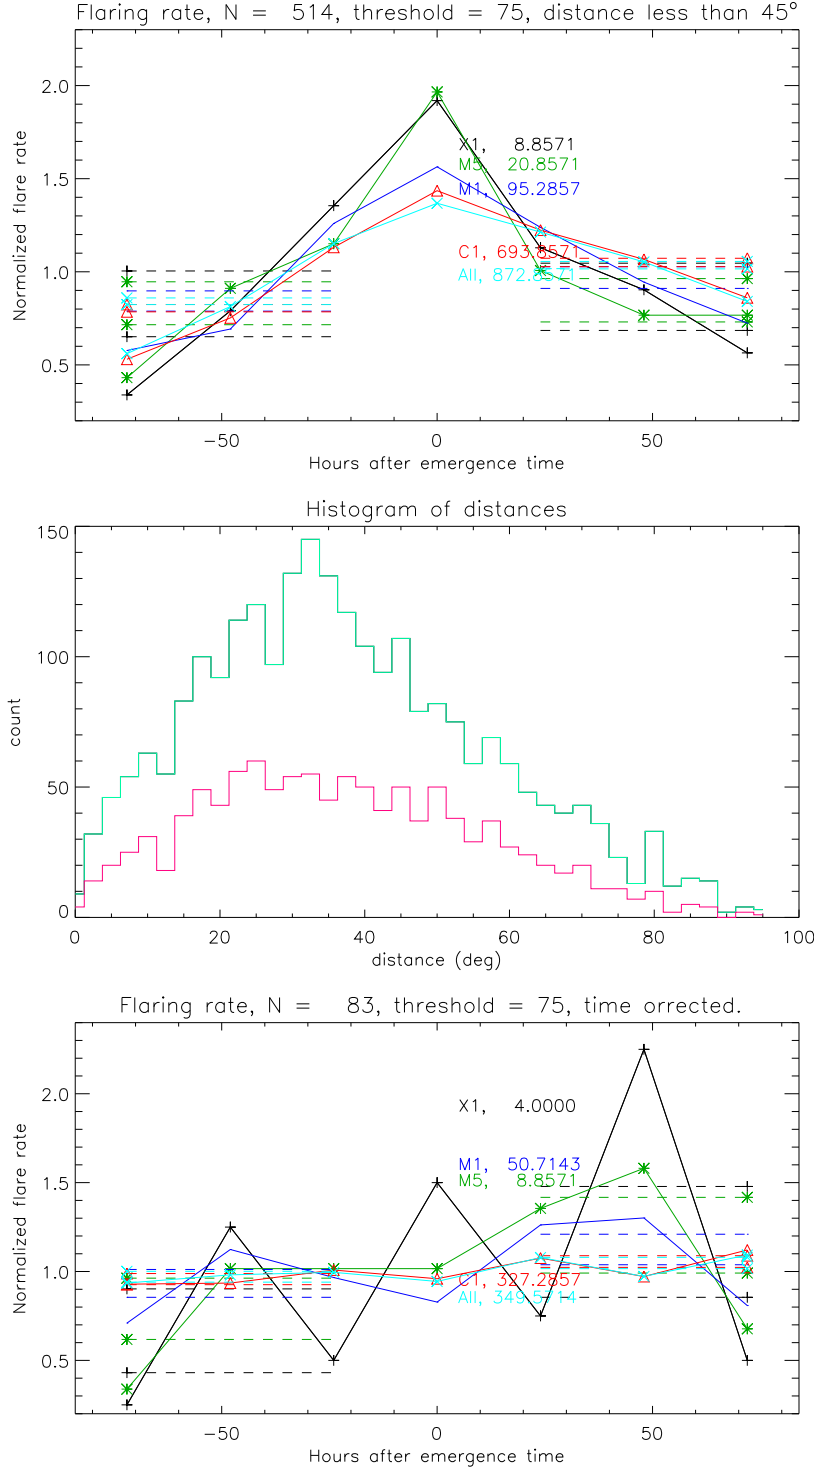 Flaring rate, N = 514, threshold = 75, distance less than 45°
Normalized flare rate
2.0
1.5
1.0
0.5
X1, 8.8571
M5, 20.8571
M1, 95.2857
C1, 693.8571
All, 872.8571
-50 0 50
Hours after emergence time
Histogram of distances
count
150
100
50
0
0 20 40 60 80 100
distance (deg)
Flaring rate, N = 83, threshold = 75, time orrected.
Normalized flare rate
2.0
1.5
1.0
0.5
X1, 4.0000
M1, 50.7143
M5, 8.8571
C1, 327.2857
All, 349.5714
-50 0 50
Hours after emergence time